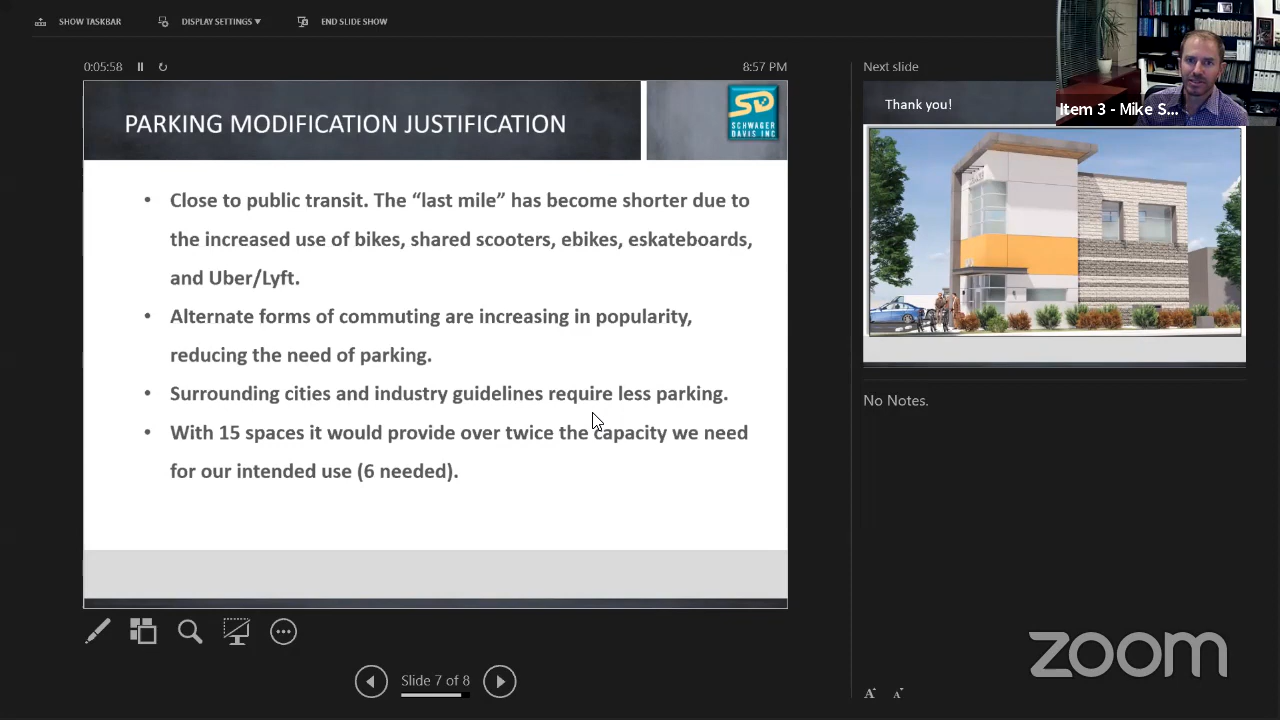 SHOW TASKBAR
DISPLAY SETTINGS
END SLIDE SHOW
0:05:58
8:57 PM
PARKING MODIFICATION JUSTIFICATION
SD
SCHWAGER
DAVIS INC
• Close to public transit. The “last mile” has become shorter due to
the increased use of bikes, shared scooters, ebikes, eskateboards,
and Uber/Lyft.
• Alternate forms of commuting are increasing in popularity,
reducing the need of parking.
• Surrounding cities and industry guidelines require less parking.
• With 15 spaces it would provide over twice the capacity we need
for our intended use (6 needed).
Slide 7 of 8
Next slide
Thank you!
Item 3 - Mike S...
No Notes.
A A
zoom